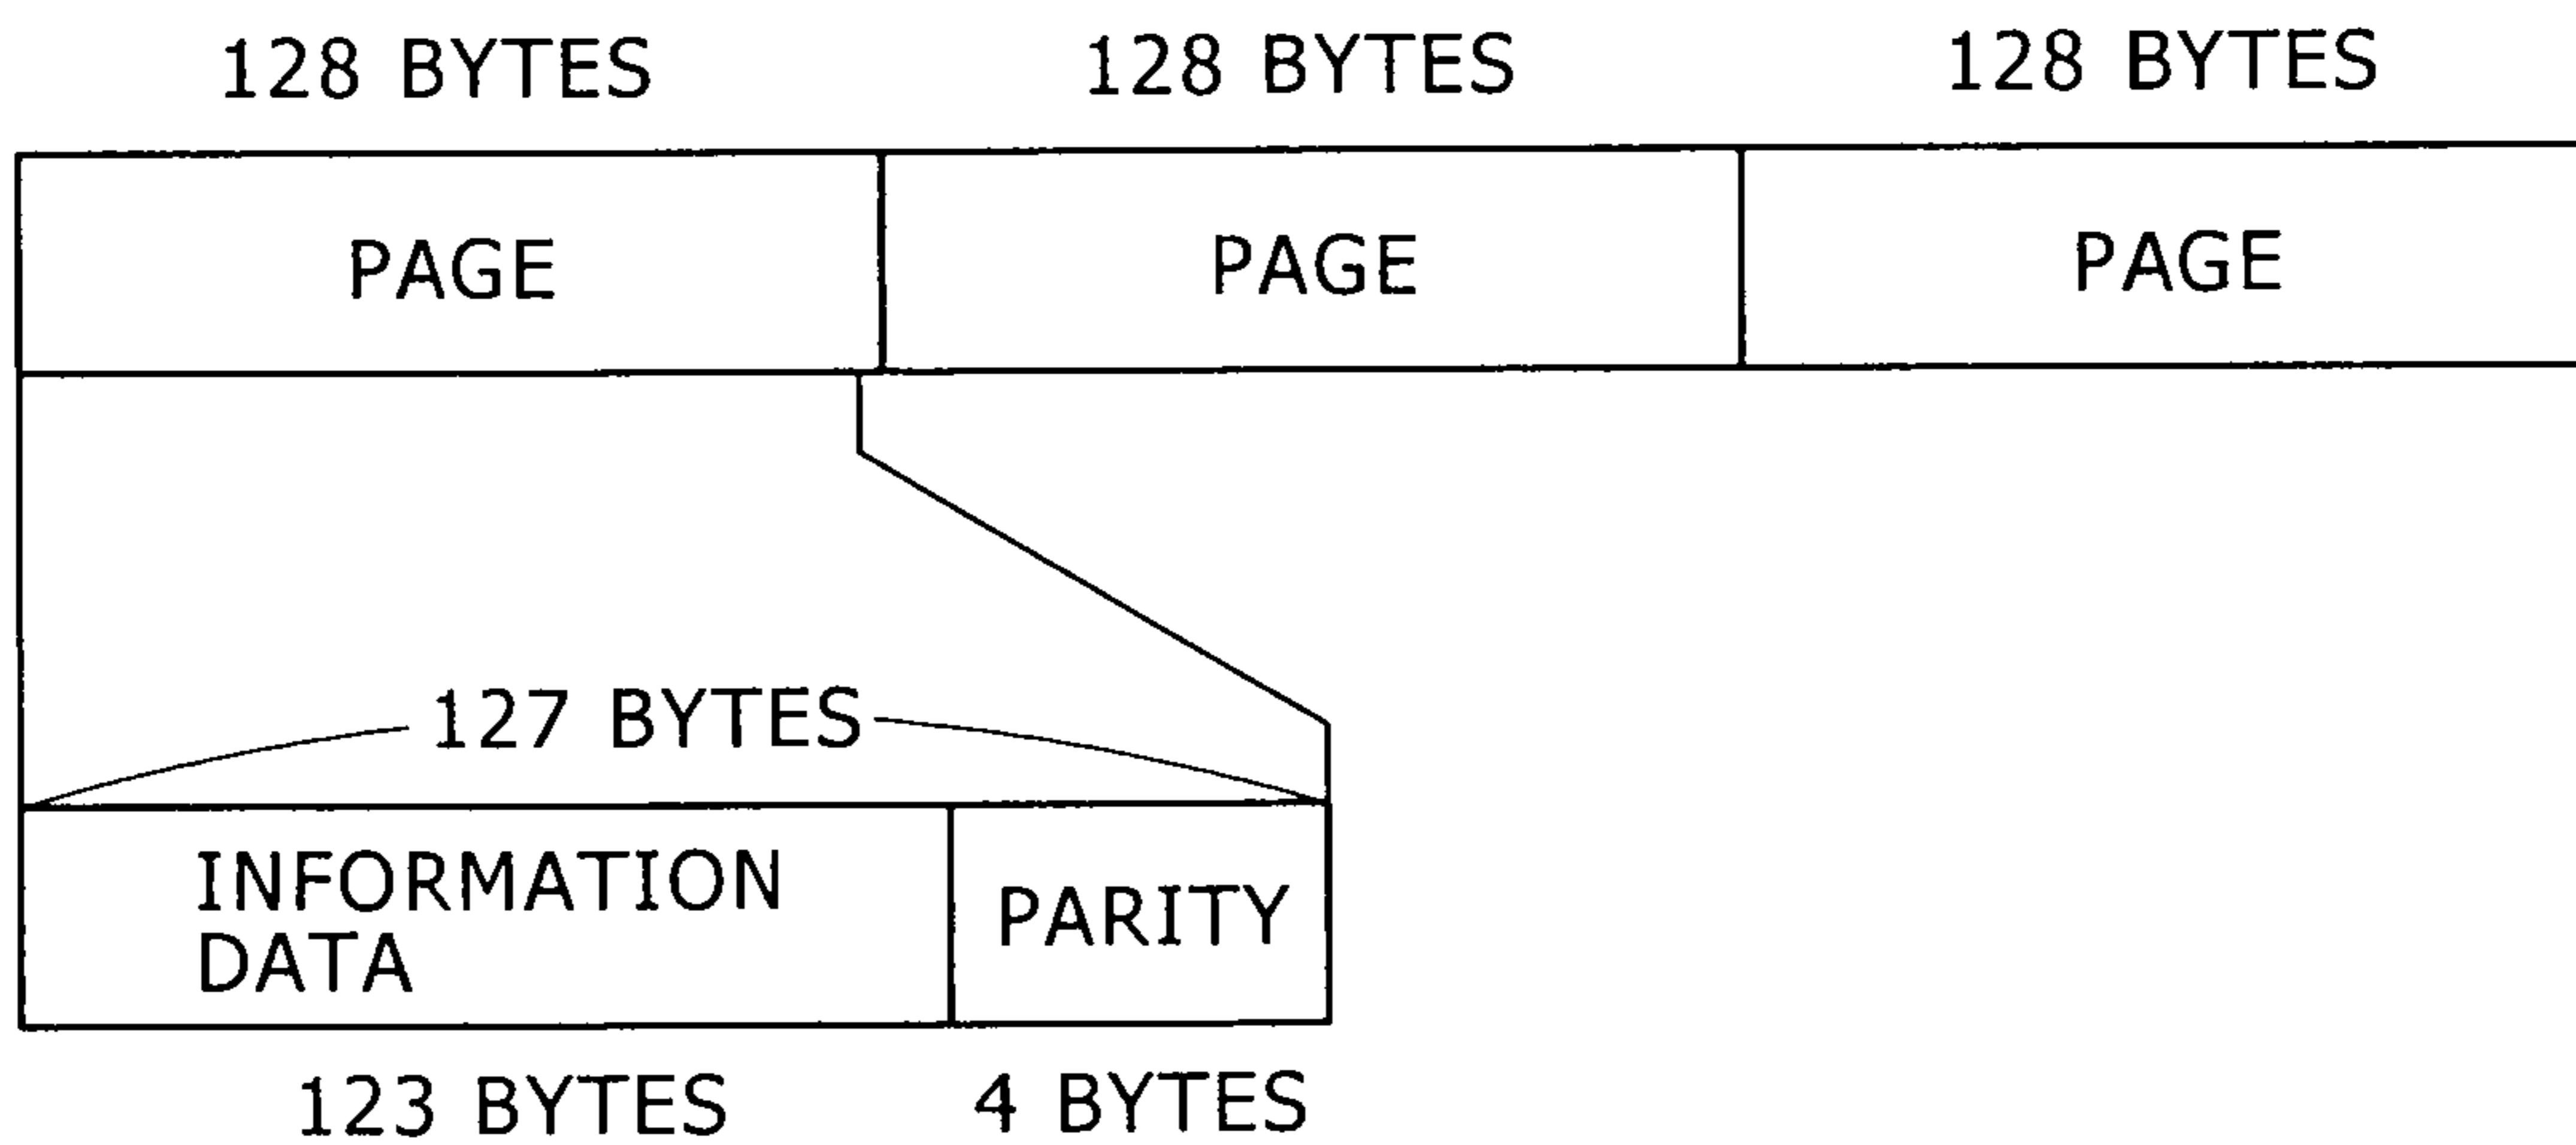 128 BYTES 128 BYTES 128 BYTES
PAGE PAGE PAGE
127 BYTES
INFORMATION
DATA
PARITY
123 BYTES 4 BYTES